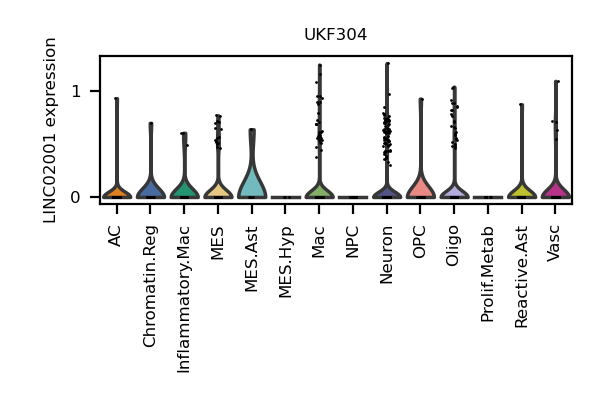 UKF304
LINC02001 expression
1
0
AC
Chromatin.Reg
Inflammatory.Mac
MES
MES.Ast
MES.Hyp
Mac
NPC
Neuron
OPC
Oligo
Prolif.Metab
Reactive.Ast
Vasc